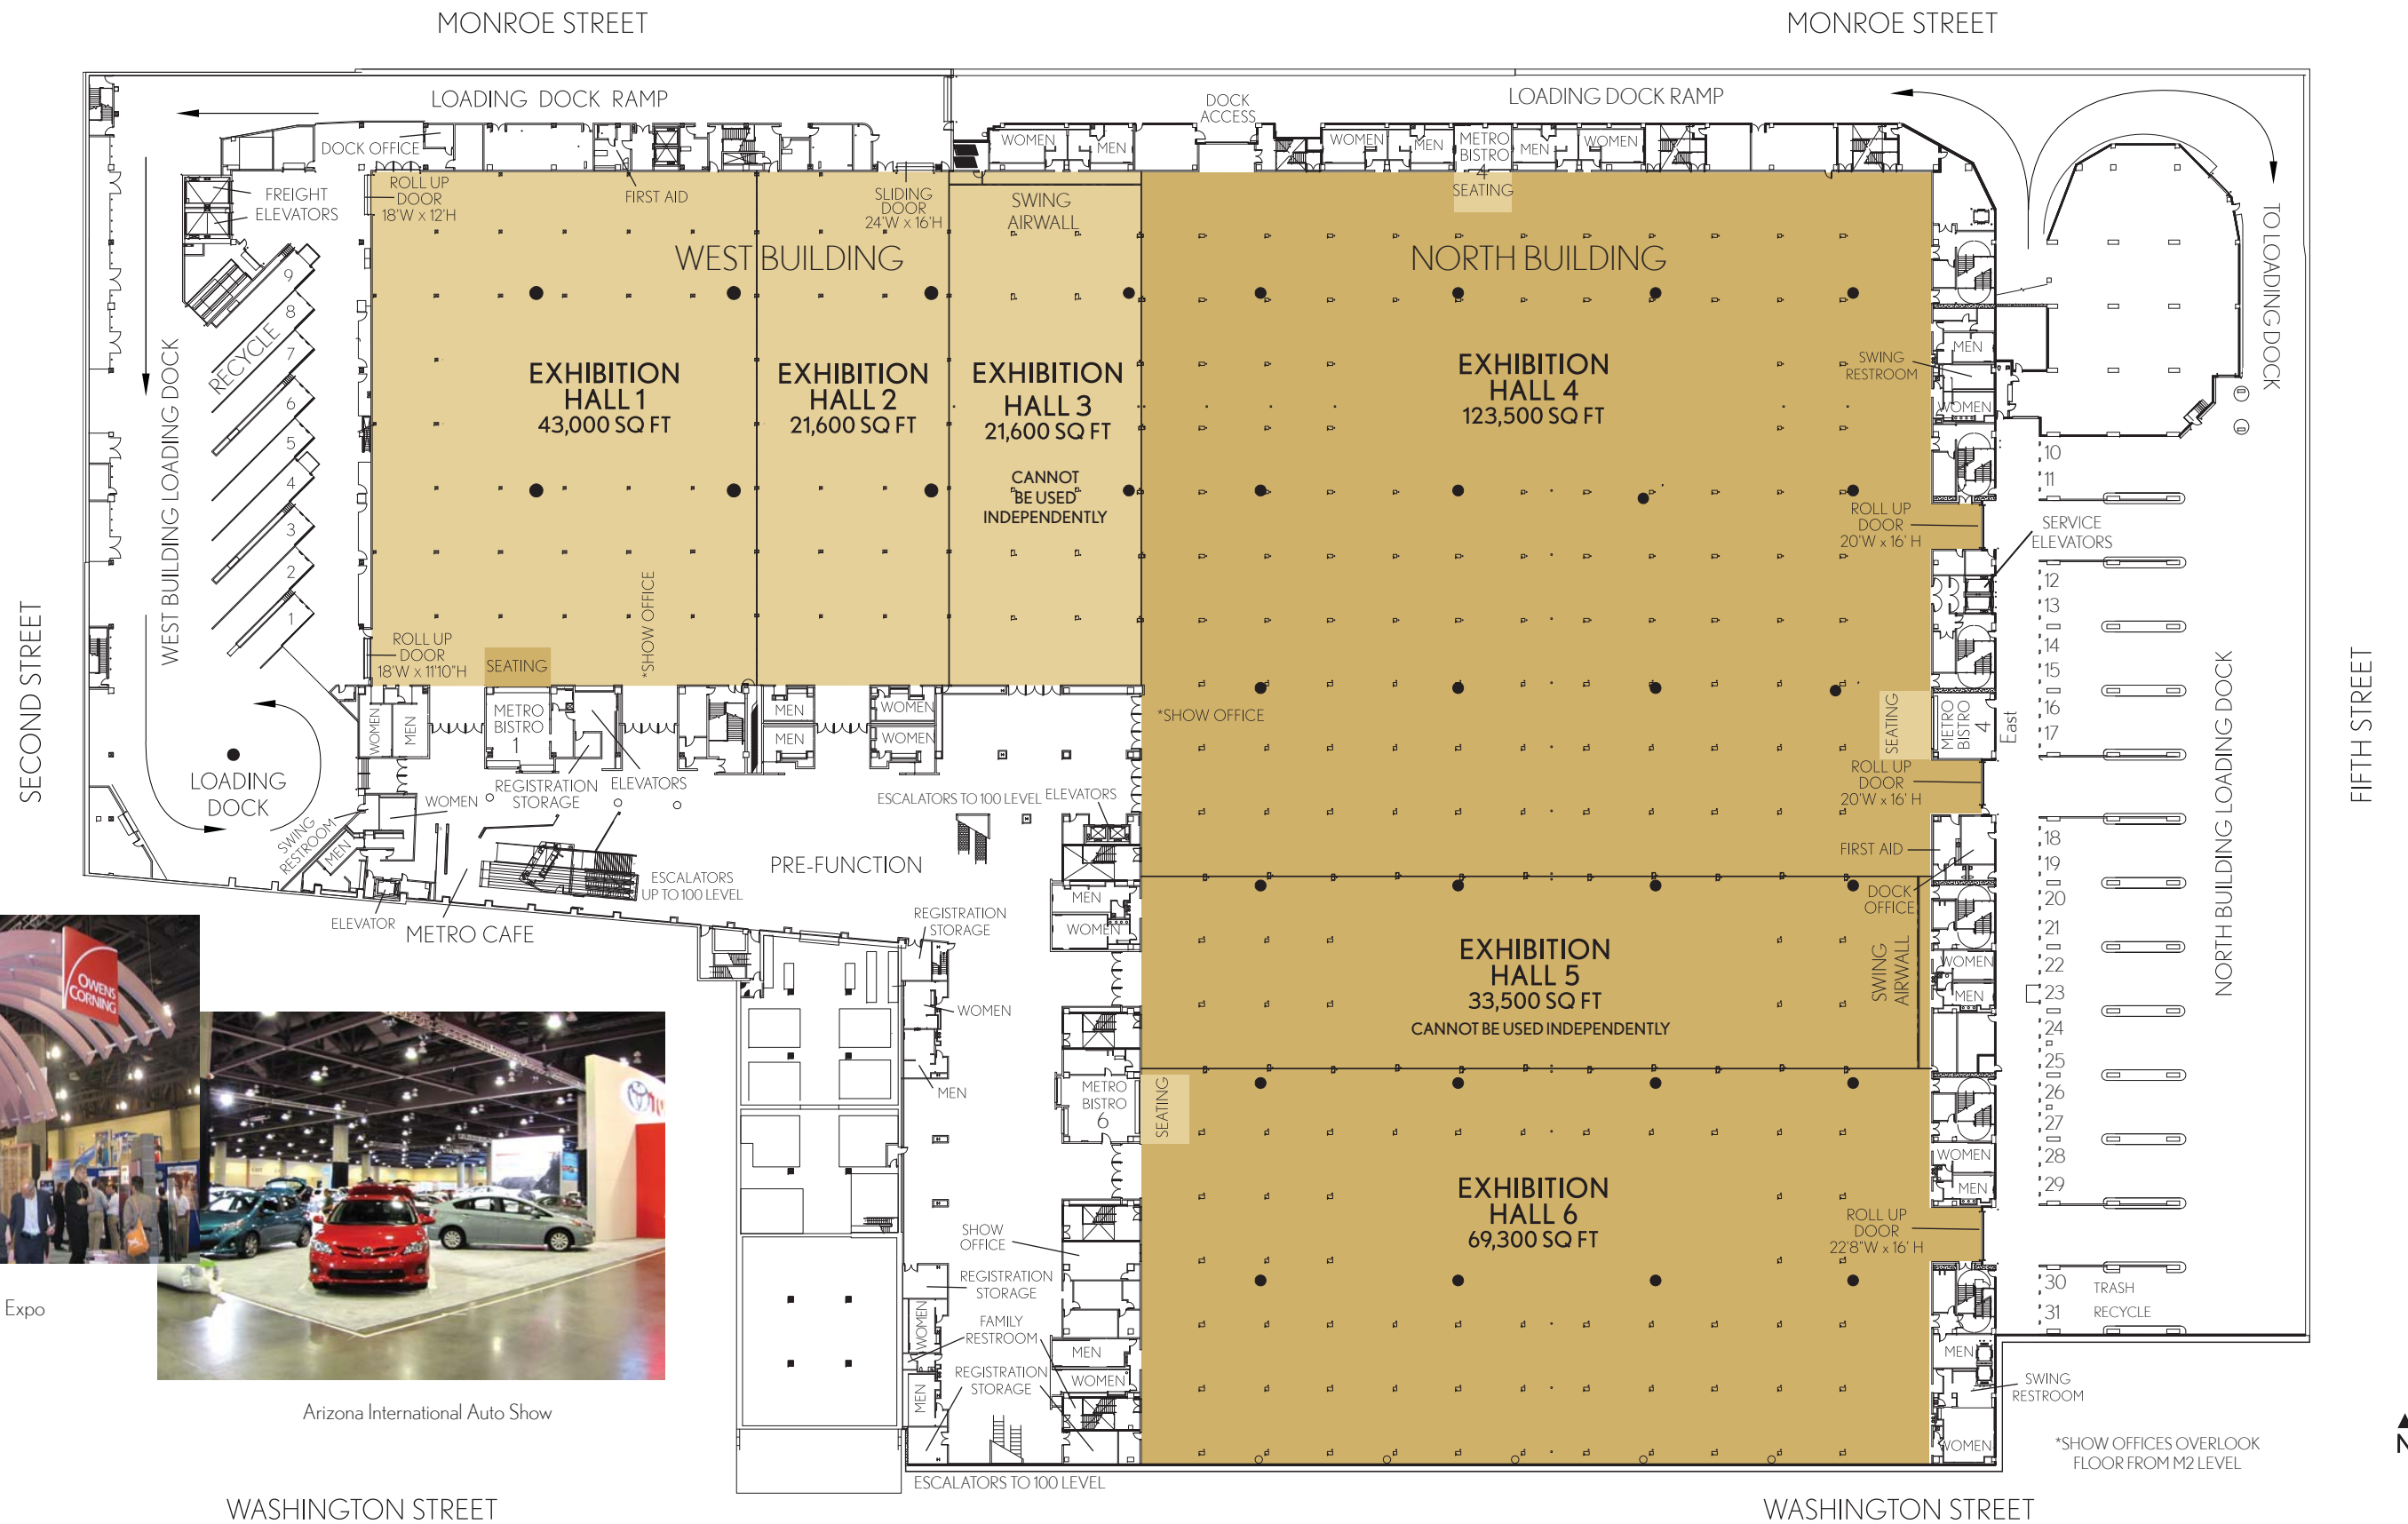 MONROE STREET
MONROE STREET
LOADING DOCK RAMP
DOCK
ACCESS
LOADING DOCK RAMP
DOCK OFFICE
WOMEN
MEN
WOMEN
MEN
METRO
BISTRO
4
MEN
WOMEN
FREIGHT
ELEVATORS
ROLL UP
DOOR
18'W x 12'H
FIRST AID
SLIDING
DOOR
24'W x 16'H
SWING
AIRWALL
SEATING
TO LOADING DOCK
WEST BUILDING
NORTH BUILDING
9
8
RECYCLE
7
6
5
4
3
2
1
WEST BUILDING LOADING DOCK
EXHIBITION
HALL 1
43,000 SQ FT
EXHIBITION
HALL 2
21,600 SQ FT
EXHIBITION
HALL 3
21,600 SQ FT
CANNOT
BE USED
INDEPENDENTLY
EXHIBITION
HALL 4
123,500 SQ FT
MEN
SWING
RESTROOM
WOMEN
10
11
ROLL UP
DOOR
20'W x 16' H
SERVICE
ELEVATORS
12
13
14
15
16
17
SECOND STREET
*SHOW OFFICE
ROLL UP
DOOR
18'W x 11'10"H
SEATING
WOMEN
MEN
METRO
BISTRO
1
MEN
WOMEN
MEN
WOMEN
*SHOW OFFICE
SEATING
METRO
BISTRO
4
East
NORTH BUILDING LOADING DOCK
FIFTH STREET
LOADING
DOCK
REGISTRATION
STORAGE
ELEVATORS
WOMEN
SWING
RESTROOM
MEN
ESCALATORS TO 100 LEVEL
ELEVATORS
ROLL UP
DOOR
20'W x 16' H
PRE-FUNCTION
ESCALATORS
UP TO 100 LEVEL
ELEVATOR
METRO CAFE
FIRST AID
18
19
20
21
22
23
24
25
26
27
28
29
DOCK
OFFICE
MEN
WOMEN
REGISTRATION
STORAGE
EXHIBITION
HALL 5
33,500 SQ FT
CANNOT BE USED INDEPENDENTLY
SWING
AIRWALL
WOMEN
MEN
WOMEN
MEN
OWENS
CORNING
METRO
BISTRO
6
SEATING
WOMEN
MEN
EXHIBITION
HALL 6
69,300 SQ FT
ROLL UP
DOOR
22'8"W x 16' H
SHOW
OFFICE
REGISTRATION
STORAGE
WOMEN
FAMILY
RESTROOM
MEN
WOMEN
REGISTRATION
STORAGE
MEN
30
TRASH
31
RECYCLE
MEN
SWING
RESTROOM
WOMEN
Expo
Arizona International Auto Show
ESCALATORS TO 100 LEVEL
*SHOW OFFICES OVERLOOK
FLOOR FROM M2 LEVEL
WASHINGTON STREET
WASHINGTON STREET